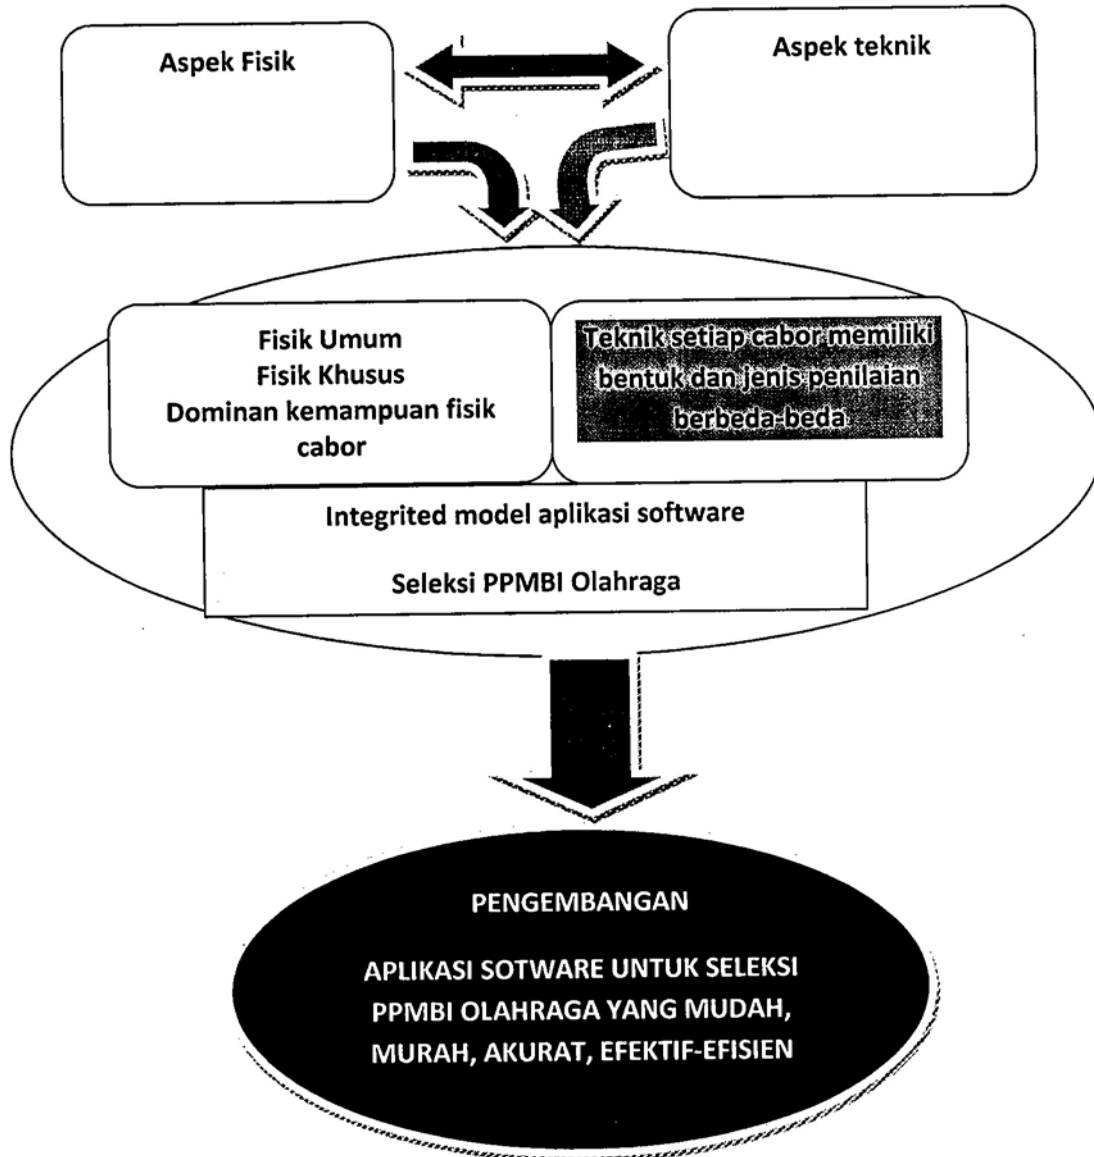 Aspek Fisik
Aspek teknik
Fisik Umum
Fisik Khusus
Dominan kemampuan fisik
cabor
Teknik setiap cabor memiliki
bentuk dan jenis penilaian
berbeda-beda
Integrited model aplikasi software
Seleksi PPMBI Olahraga
PENGEMBANGAN
APLIKASI SOTWARE UNTUK SELEKSI
PPMBI OLAHRAGA YANG MUDAH,
MURAH, AKURAT, EFEKTIF-EFISIEN